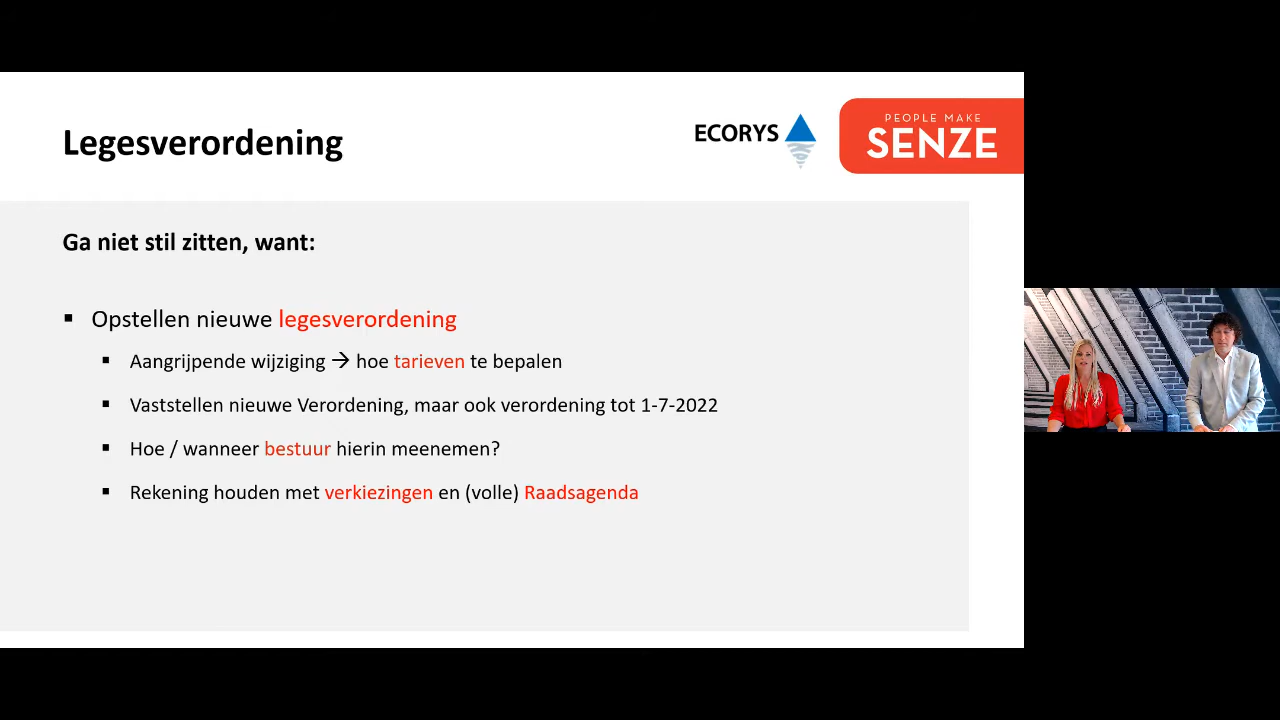 Legesverordening
ECORYS
PEOPLE MAKE
SENZE
Ga niet stil zitten, want:
▪ Opstellen nieuwe legesverordening
▪ Aangrijpende wijziging → hoe tarieven te bepalen
▪ Vaststellen nieuwe Verordening, maar ook verordening tot 1-7-2022
▪ Hoe / wanneer bestuur hierin meenemen?
▪ Rekening houden met verkiezingen en (volle) Raadsagenda